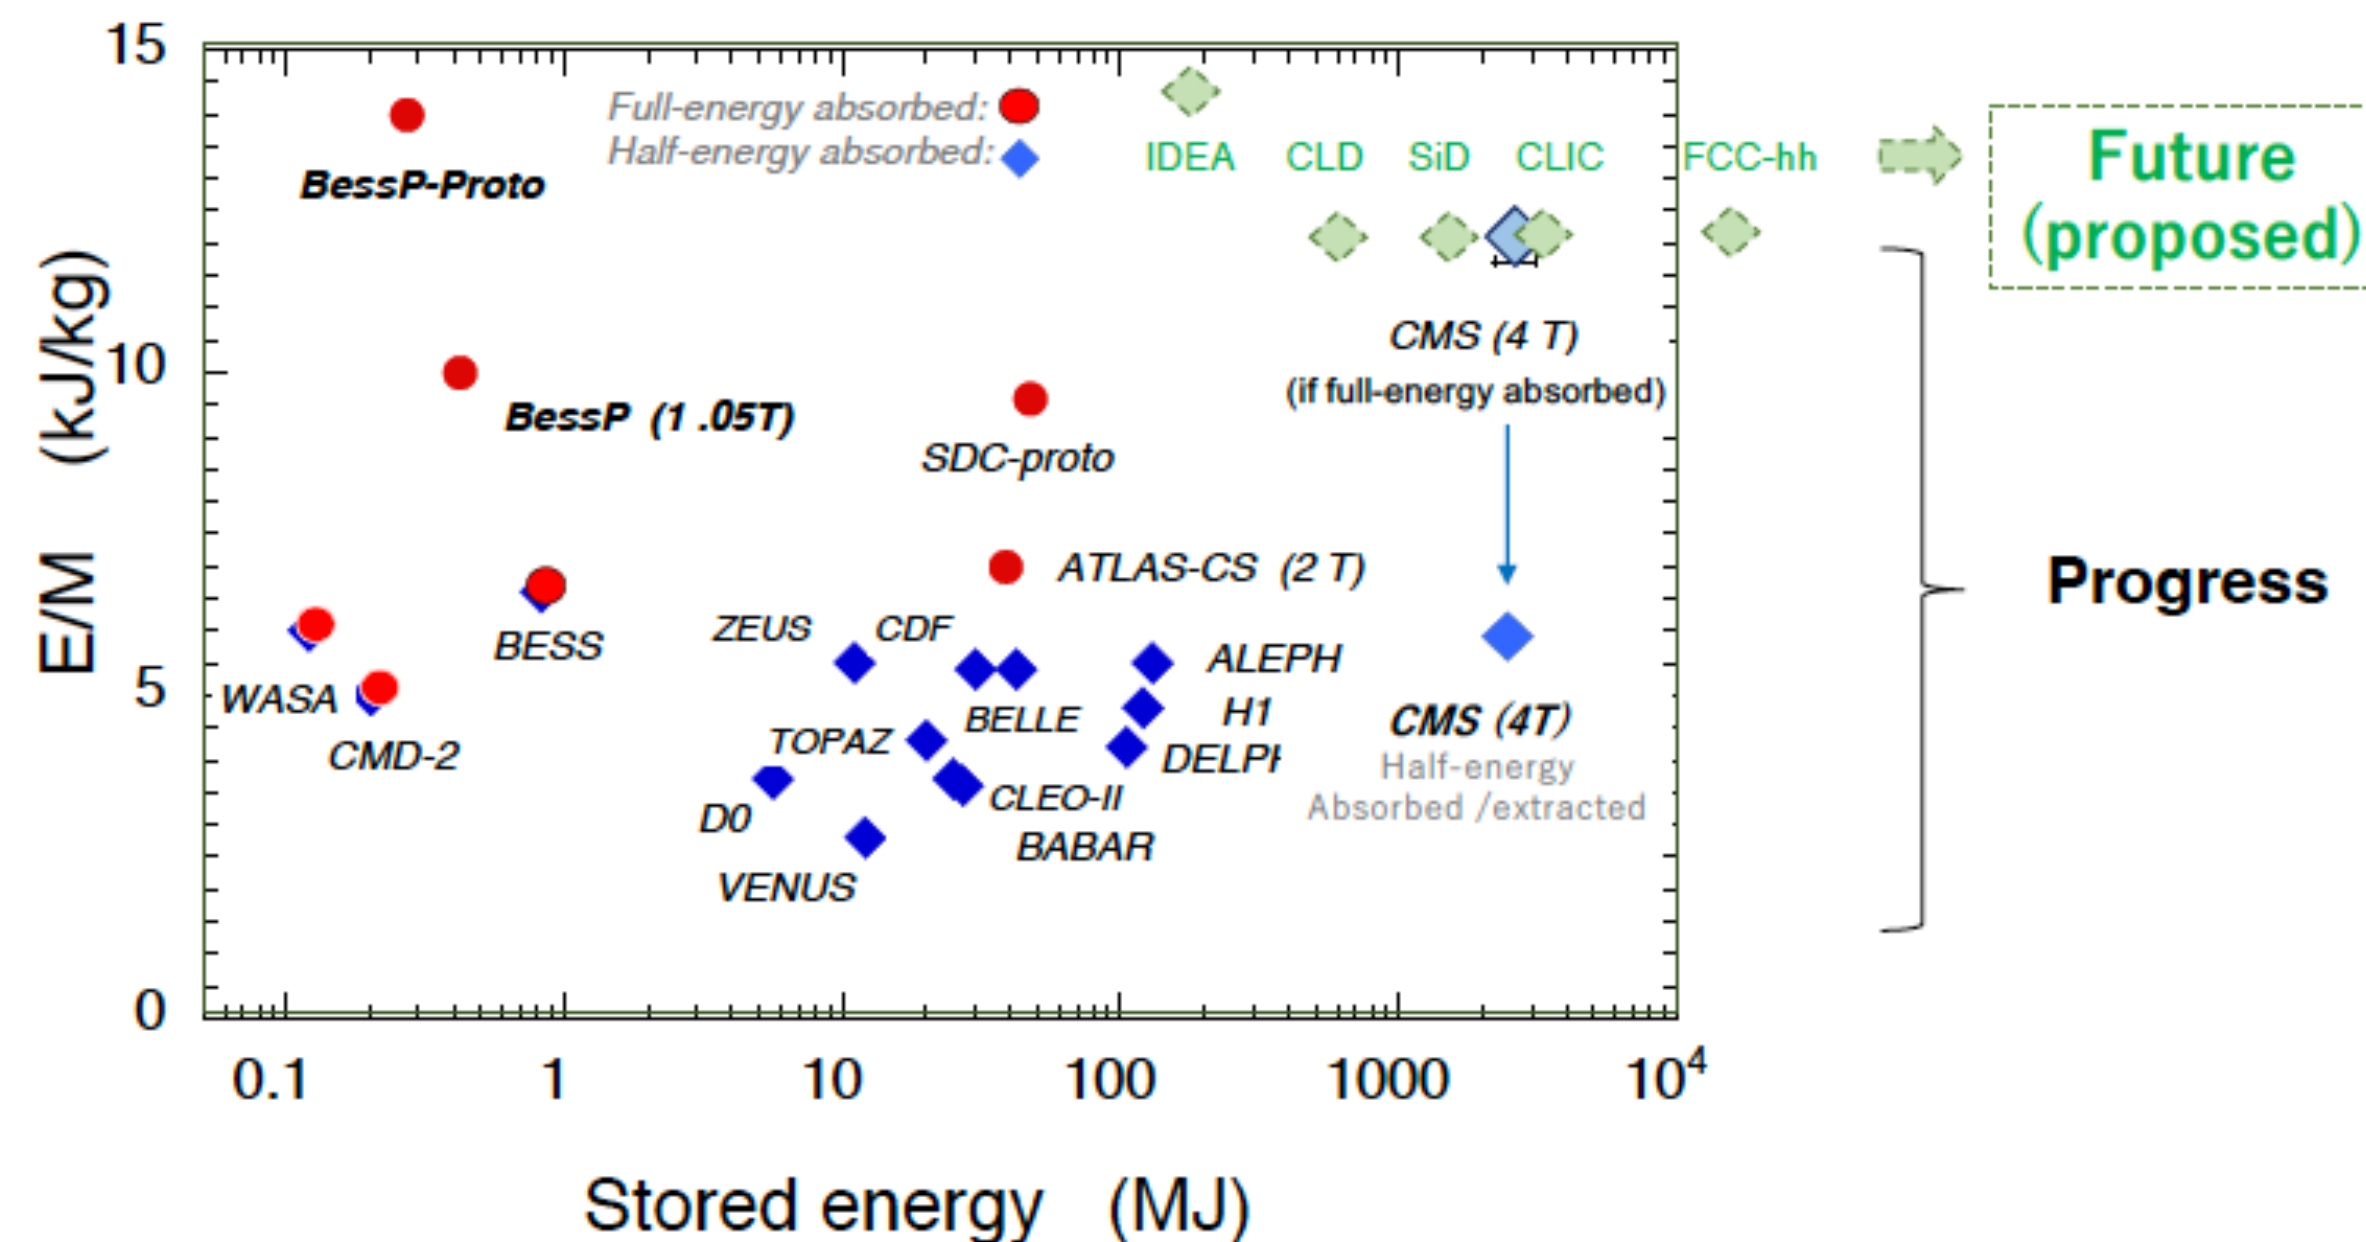 15
Full-energy absorbed:
Half-energy absorbed:
IDEA CLD SiD CLIC FCC-hh
Future
(proposed)
BessP-Proto
E/M (kJ/kg)
10
CMS (4 T)
(if full-energy absorbed)
BessP (1 .05T)
SDC-proto
ATLAS-CS (2 T)
Progress
BESS
ZEUS CDF
ALEPH
5
WASA
H1
BELLE
CMS (4T)
CMD-2
TOPAZ
DELPH
Half-energy
Absorbed /extracted
D0
CLEO-II
BABAR
VENUS
0
0.1 1 10 100 1000 10⁴
Stored energy (MJ)